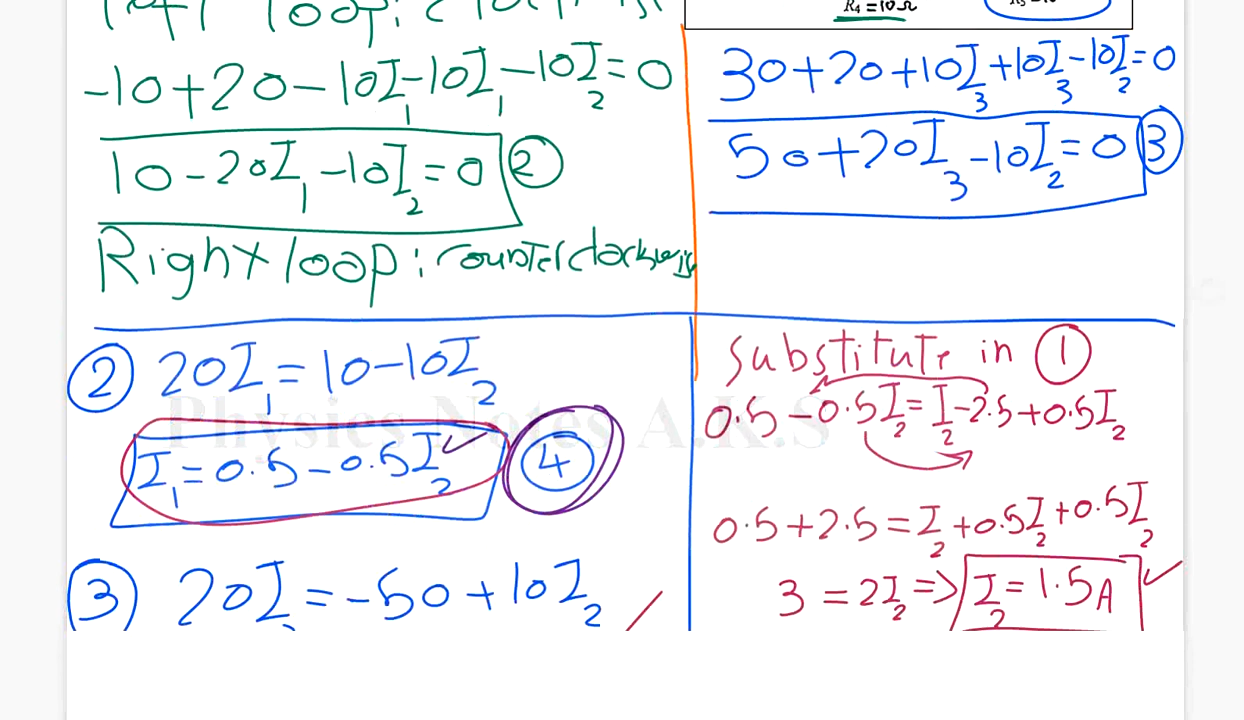 loop:
R₄ = 10Ω
-10+20-10I₁-10I₁-10I₂=0
10-20I₁-10I₂=0 ②
Right loop: counterclockwise
30+20+10I₃+10I₃-10I₂=0
50+20I₃-10I₂=0 ③
② 20I₁=10-10I₂
I₁=0.5-0.5I₂ ④
③ 20I₃=-50+10I₂
Substitute in ①
0.5-0.5I₂=I₂-2.5+0.5I₂
0.5+2.5=I₂+0.5I₂+0.5I₂
3=2I₂=>I₂=1.5A
Physics Notes A.K.S